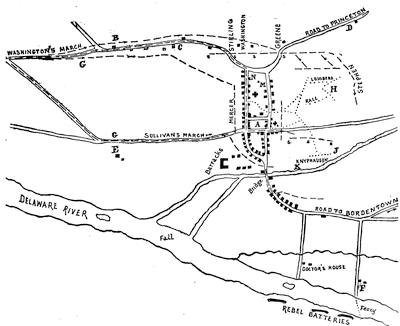 ROAD TO PRINCETON
D
WASHINGTON'S MARCH
B
C
G
STIRLING
WASHINGTON
GREENE
S
S
S
STEPHEN
N
M
LOSSBERG
H
RALL
MERCER
A
G
SULLIVAN'S MARCH
E
J
Barracks
KNYPHAUSEN
K
Bridge
DELAWARE RIVER
Fall
ROAD TO BORDENTOWN
DOCTOR'S HOUSE
F
Ferry
REBEL BATTERIES